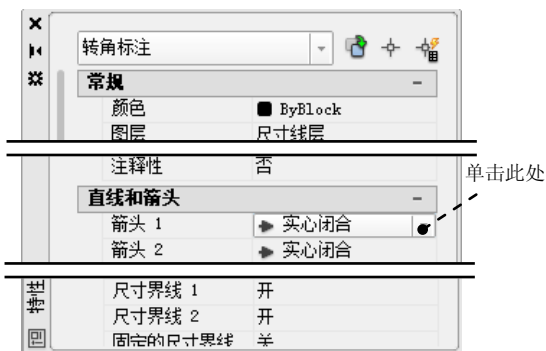 转角标注
常规
颜色 ByBlock
图层 尺寸线层
注释性 否
单击此处
直线和箭头
箭头 1 实心闭合
箭头 2 实心闭合
尺寸界线 1 开
尺寸界线 2 开
固定的尺寸界线 关
特性